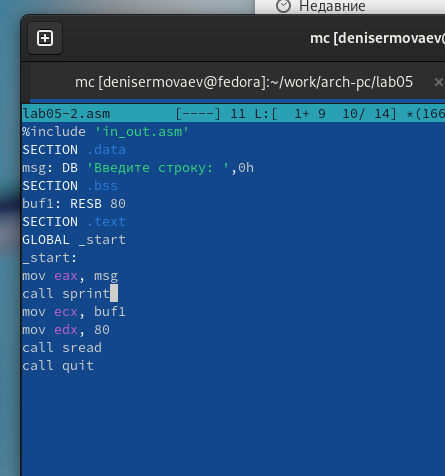 Недавние
mc [denisermovaev@
mc [denisermovaev@fedora]:~/work/arch-pc/lab05 ×
lab05-2.asm [----] 11 L:[ 1+ 9 10/ 14] *(166
%include 'in_out.asm'
SECTION .data
msg: DB 'Введите строку: ',0h
SECTION .bss
buf1: RESB 80
SECTION .text
GLOBAL _start
_start:
mov eax, msg
call sprint
mov ecx, buf1
mov edx, 80
call sread
call quit